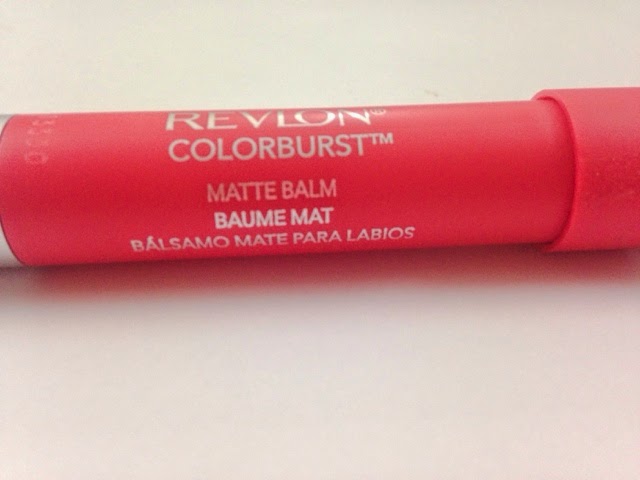 REVLON®
COLORBURST™
MATTE BALM
BAUME MAT
BÁLSAMO MATE PARA LABIOS